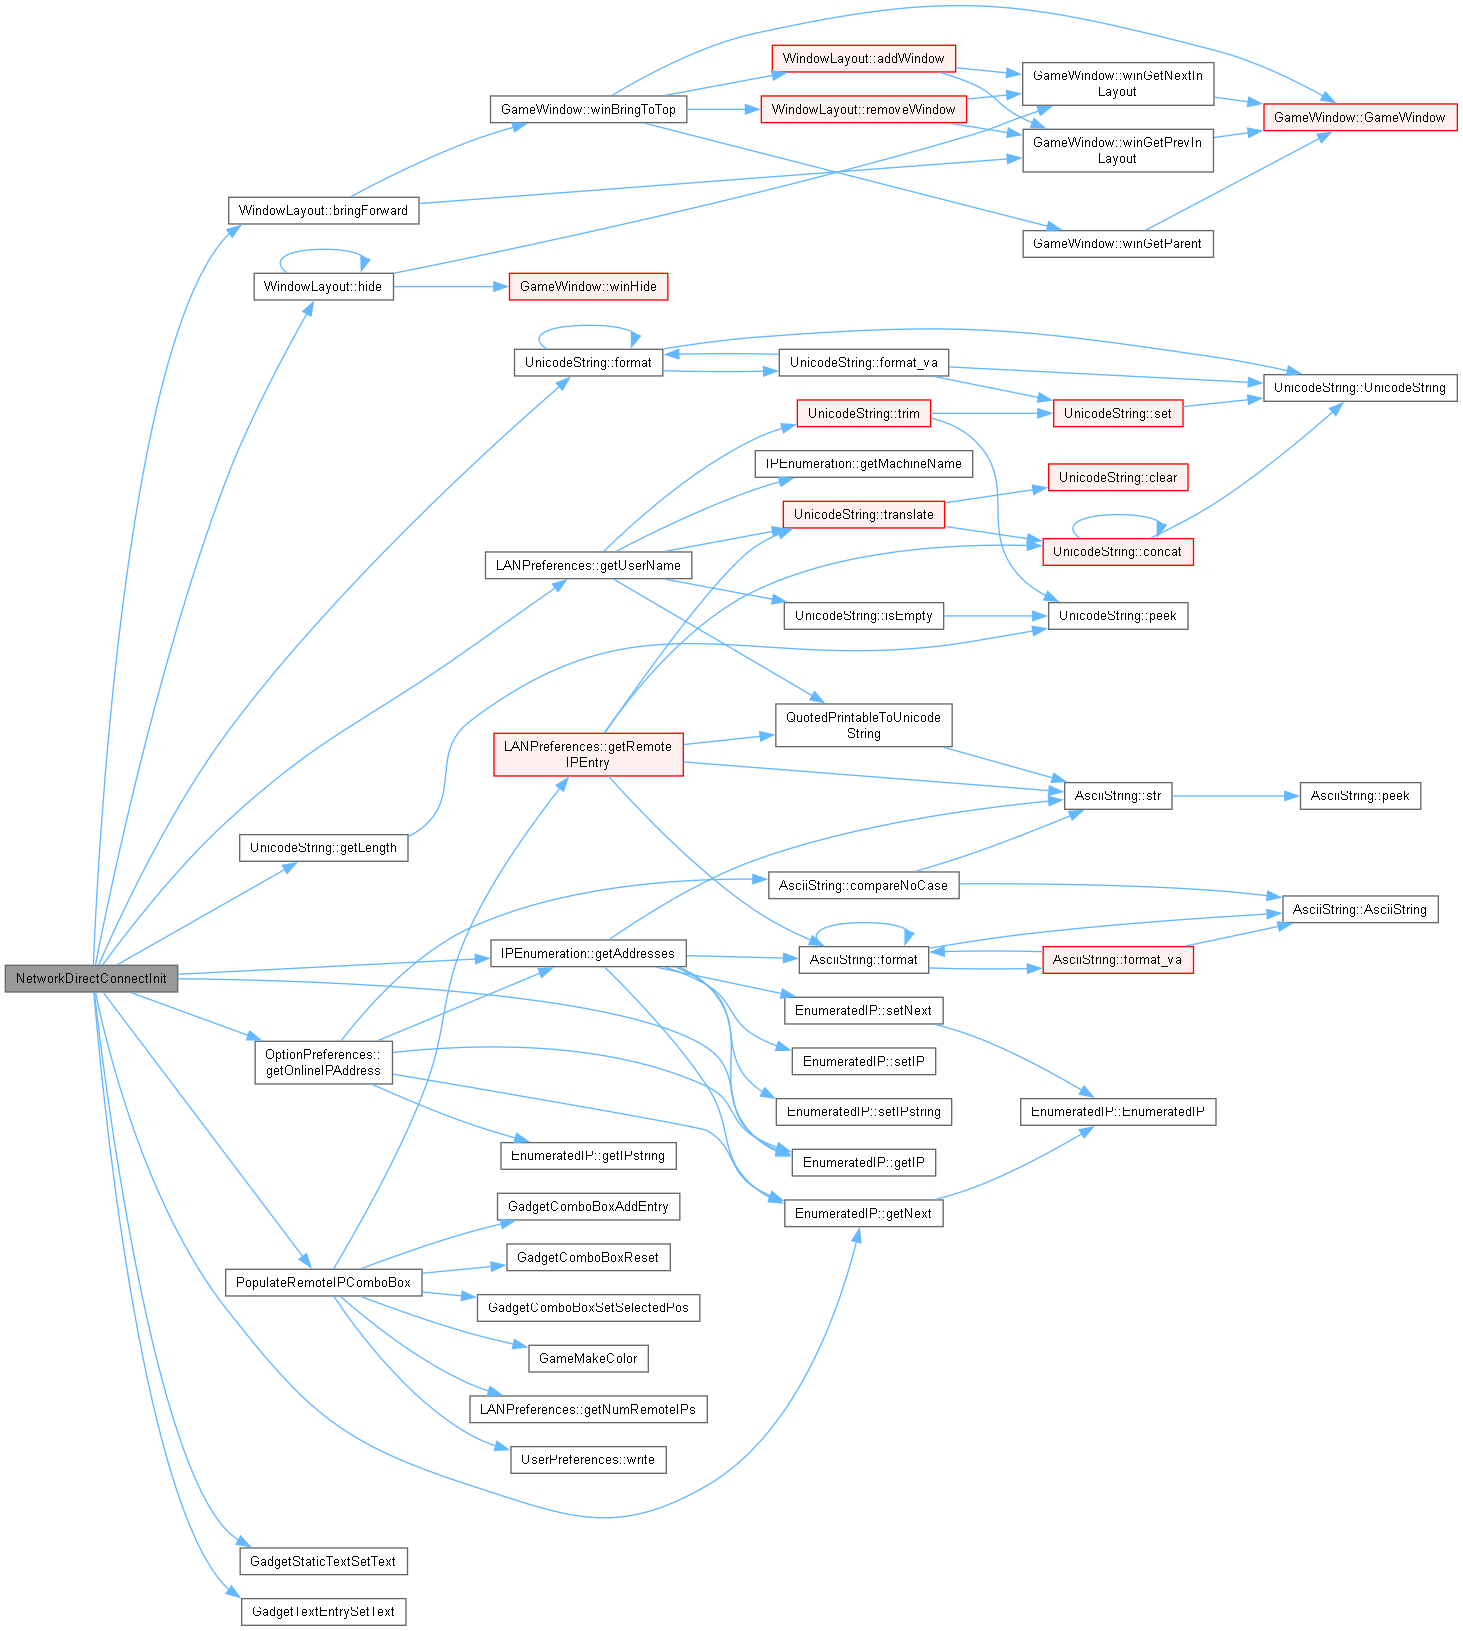 WindowLayout::addWindow
GameWindow::winGetNextIn
Layout
GameWindow::winBringToTop
WindowLayout::removeWindow
GameWindow::GameWindow
GameWindow::winGetPrevIn
Layout
WindowLayout::bringForward
GameWindow::winGetParent
WindowLayout::hide
GameWindow::winHide
UnicodeString::format
UnicodeString::format_va
UnicodeString::UnicodeString
UnicodeString::trim
UnicodeString::set
IPEnumeration::getMachineName
UnicodeString::clear
UnicodeString::translate
UnicodeString::concat
LANPreferences::getUserName
UnicodeString::isEmpty
UnicodeString::peek
QuotedPrintableToUnicode
String
LANPreferences::getRemote
IPEntry
AsciiString::str
AsciiString::peek
UnicodeString::getLength
AsciiString::compareNoCase
AsciiString::AsciiString
IPEnumeration::getAddresses
AsciiString::format
AsciiString::format_va
NetworkDirectConnectInit
EnumeratedIP::setNext
OptionPreferences::
getOnlineIPAddress
EnumeratedIP::setIP
EnumeratedIP::setIPstring
EnumeratedIP::EnumeratedIP
EnumeratedIP::getIPstring
EnumeratedIP::getIP
GadgetComboBoxAddEntry
EnumeratedIP::getNext
GadgetComboBoxReset
PopulateRemoteIPComboBox
GadgetComboBoxSetSelectedPos
GameMakeColor
LANPreferences::getNumRemoteIPs
UserPreferences::write
GadgetStaticTextSetText
GadgetTextEntrySetText